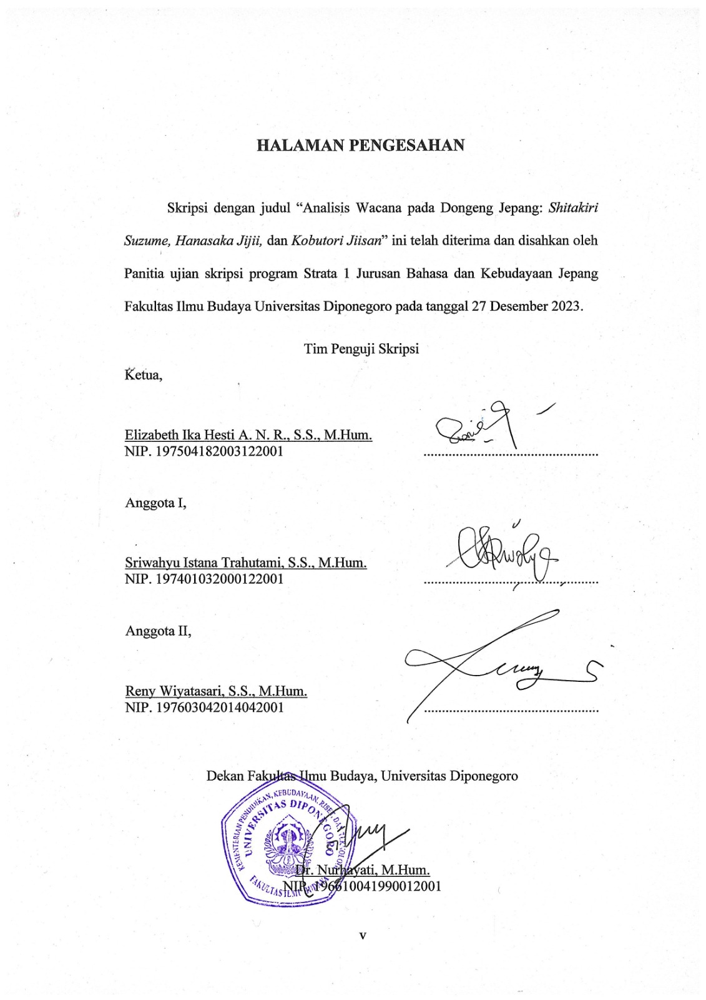 HALAMAN PENGESAHAN
Skripsi dengan judul “Analisis Wacana pada Dongeng Jepang: Shitakiri
Suzume, Hanasaka Jijii, dan Kobutori Jiisan” ini telah diterima dan disahkan oleh
Panitia ujian skripsi program Strata 1 Jurusan Bahasa dan Kebudayaan Jepang
Fakultas Ilmu Budaya Universitas Diponegoro pada tanggal 27 Desember 2023.
Tim Penguji Skripsi
Ketua,
Elizabeth Ika Hesti A. N. R., S.S., M.Hum.
NIP. 197504182003122001
Anggota I,
Sriwahyu Istana Trahutami, S.S., M.Hum.
NIP. 197401032000122001
Anggota II,
Reny Wiyatasari, S.S., M.Hum.
NIP. 197603042014042001
Dekan Fakultas Ilmu Budaya, Universitas Diponegoro
KEMENTERIAN PENDIDIKAN, KEBUDAYAAN, RISET, DAN TEKNOLOGI
UNIVERSITAS DIPONEGORO
FAKULTAS ILMU BUDAYA
Dr. Nurhayati, M.Hum.
NIP. 196610041990012001
v